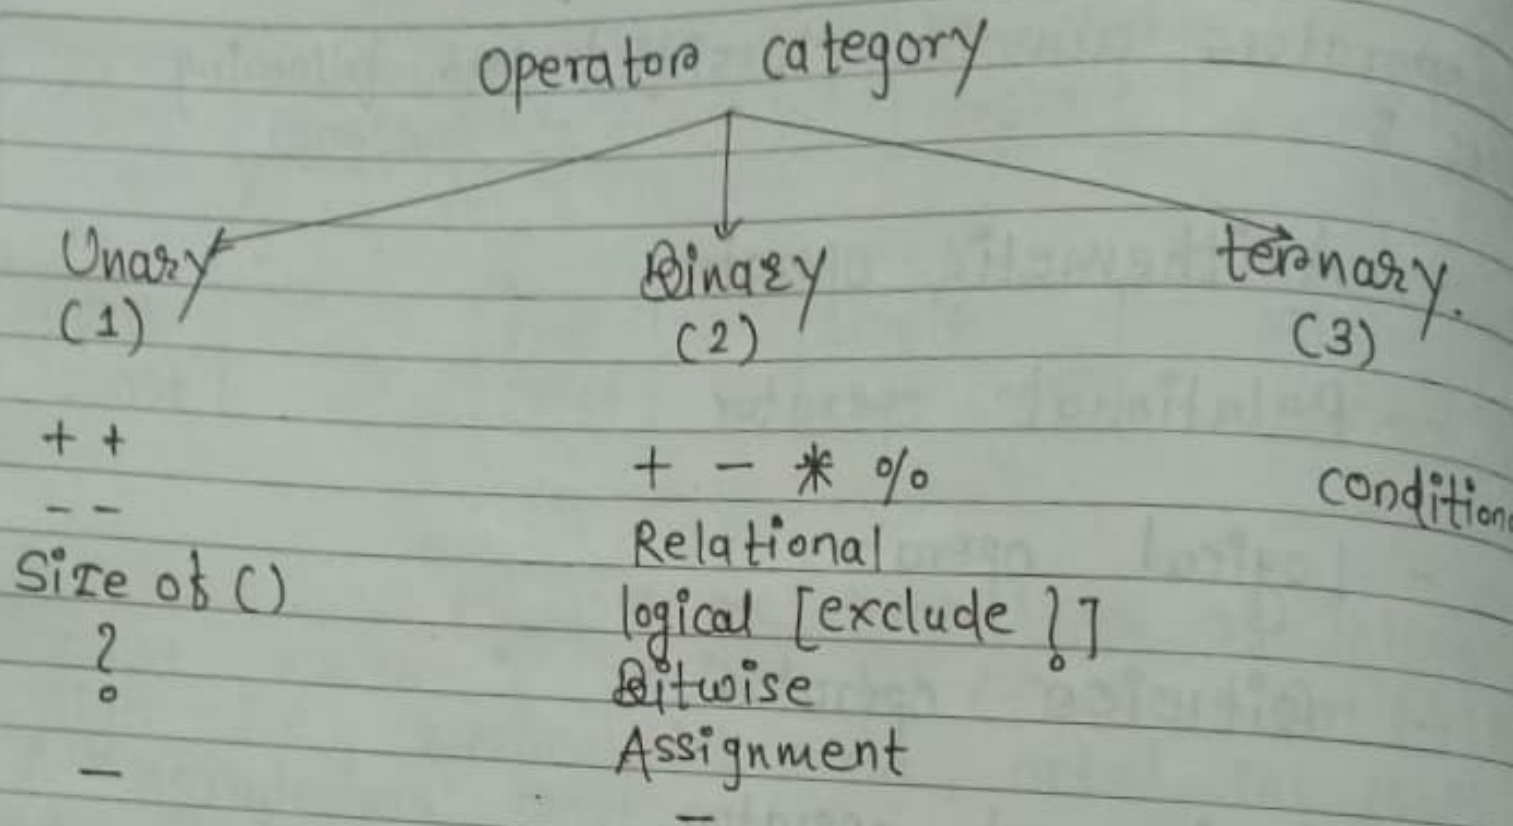 Operator category
Unary Binary ternary.
(1) (2) (3)
++ + - * % condition
-- Relational
Size of () logical [exclude ?]
? Bitwise
- Assignment
-